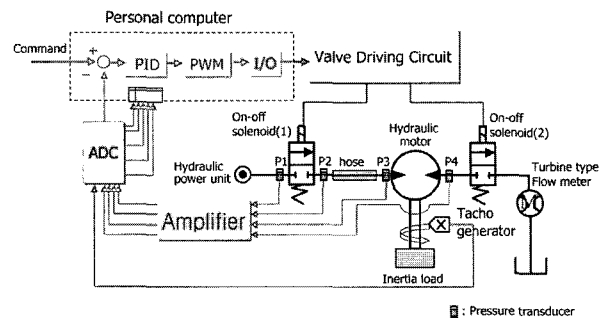 Personal computer
Command
+
−
PID
PWM
I/O
Valve Driving Circuit
On-off
solenoid(1)
Hydraulic
motor
On-off
solenoid(2)
ADC
Hydraulic
power unit
P1
P2
hose
P3
P4
Turbine type
Flow meter
M
Amplifier
Tacho
generator
X
Inertia load
: Pressure transducer